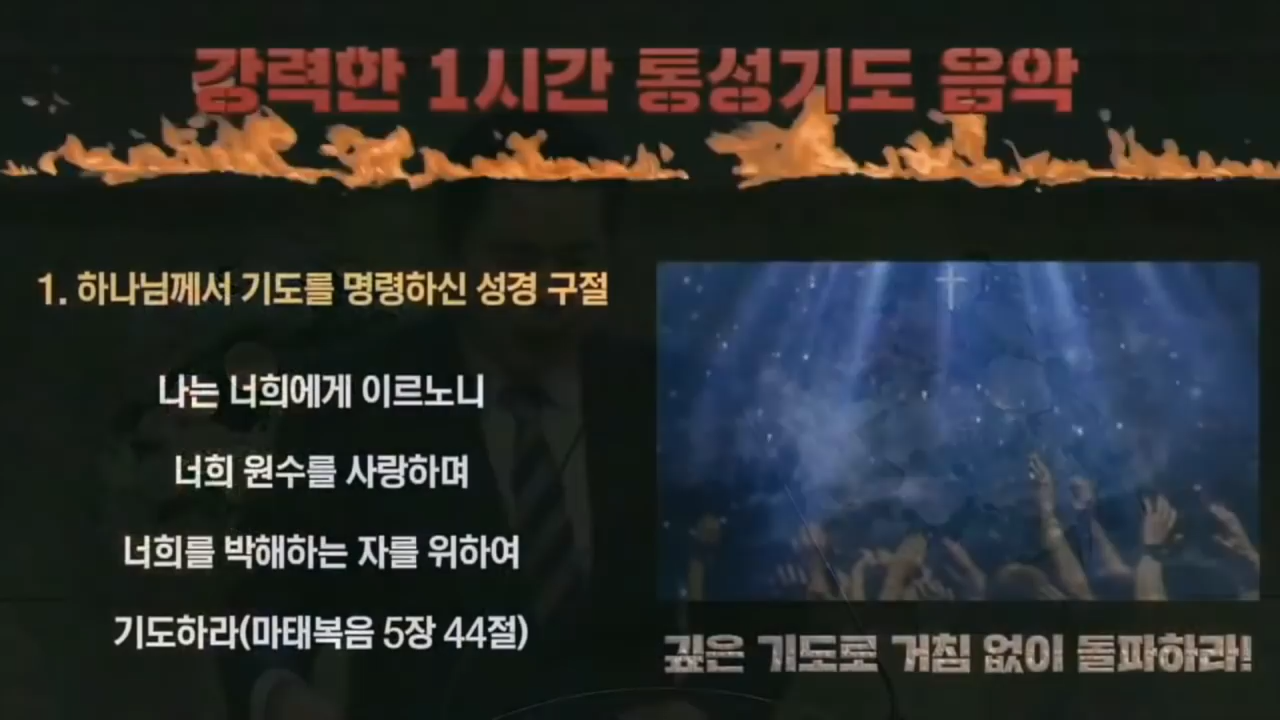 강력한 1시간 통성기도 음악
1. 하나님께서 기도를 명령하신 성경 구절
나는 너희에게 이르노니
너희 원수를 사랑하며
너희를 박해하는 자를 위하여
기도하라(마태복음 5장 44절)
깊은 기도로 거침 없이 돌파하라!